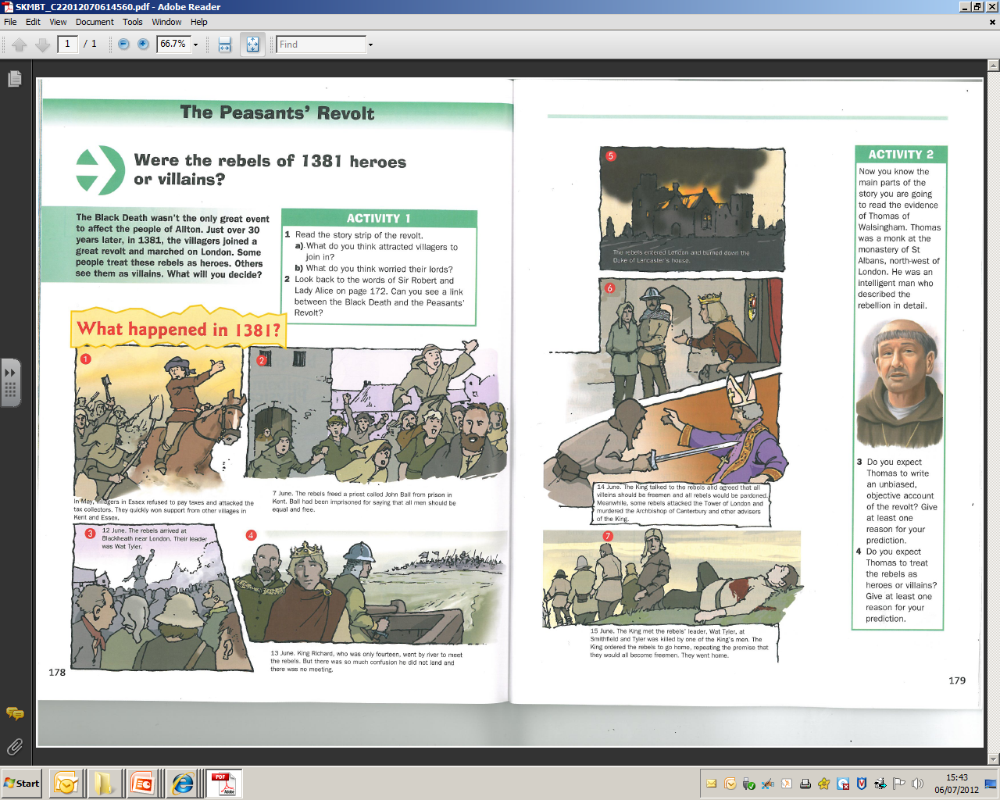 SKMBT_C22012070614560.pdf - Adobe Reader
File Edit View Document Tools Window Help
1 / 1 66.7% Find
The Peasants' Revolt
Were the rebels of 1381 heroes
or villains?
The Black Death wasn't the only great event
to affect the people of Allton. Just over 30
years later, in 1381, the villagers joined a
great revolt and marched on London. Some
people treat these rebels as heroes. Others
see them as villains. What will you decide?
ACTIVITY 1
1 Read the story strip of the revolt.
a) What do you think attracted villagers to
join in?
b) What do you think worried their lords?
2 Look back to the words of Sir Robert and
Lady Alice on page 172. Can you see a link
between the Black Death and the Peasants'
Revolt?
What happened in 1381?
1
In May, villagers in Essex refused to pay taxes and attacked the
tax collectors. They quickly won support from other villages in
Kent and Essex.
2
7 June. The rebels freed a priest called John Ball from prison in
Kent. Ball had been imprisoned for saying that all men should be
equal and free.
3
12 June. The rebels arrived at
Blackheath near London. Their leader
was Wat Tyler.
4
13 June. King Richard, who was only fourteen, went by river to meet
the rebels. But there was so much confusion he did not land and
there was no meeting.
178
5
The rebels entered London and burned down the
Duke of Lancaster's house.
6
14 June. The King talked to the rebels and agreed that all
villeins should be freemen and all rebels would be pardoned.
Meanwhile, some rebels attacked the Tower of London and
murdered the Archbishop of Canterbury and other advisers
of the King.
7
15 June. The King met the rebels' leader, Wat Tyler, at
Smithfield and Tyler was killed by one of the King's men. The
King ordered the rebels to go home, repeating the promise that
they would all become freemen. They went home.
ACTIVITY 2
Now you know the
main parts of the
story you are going
to read the evidence
of Thomas of
Walsingham. Thomas
was a monk at the
monastery of St
Albans, north-west of
London. He was an
intelligent man who
described the
rebellion in detail.
3 Do you expect
Thomas to write
an unbiased,
objective account
of the revolt? Give
at least one
reason for your
prediction.
4 Do you expect
Thomas to treat
the rebels as
heroes or villains?
Give at least one
reason for your
prediction.
179
Start
PDF
Adobe
15:43
06/07/2012